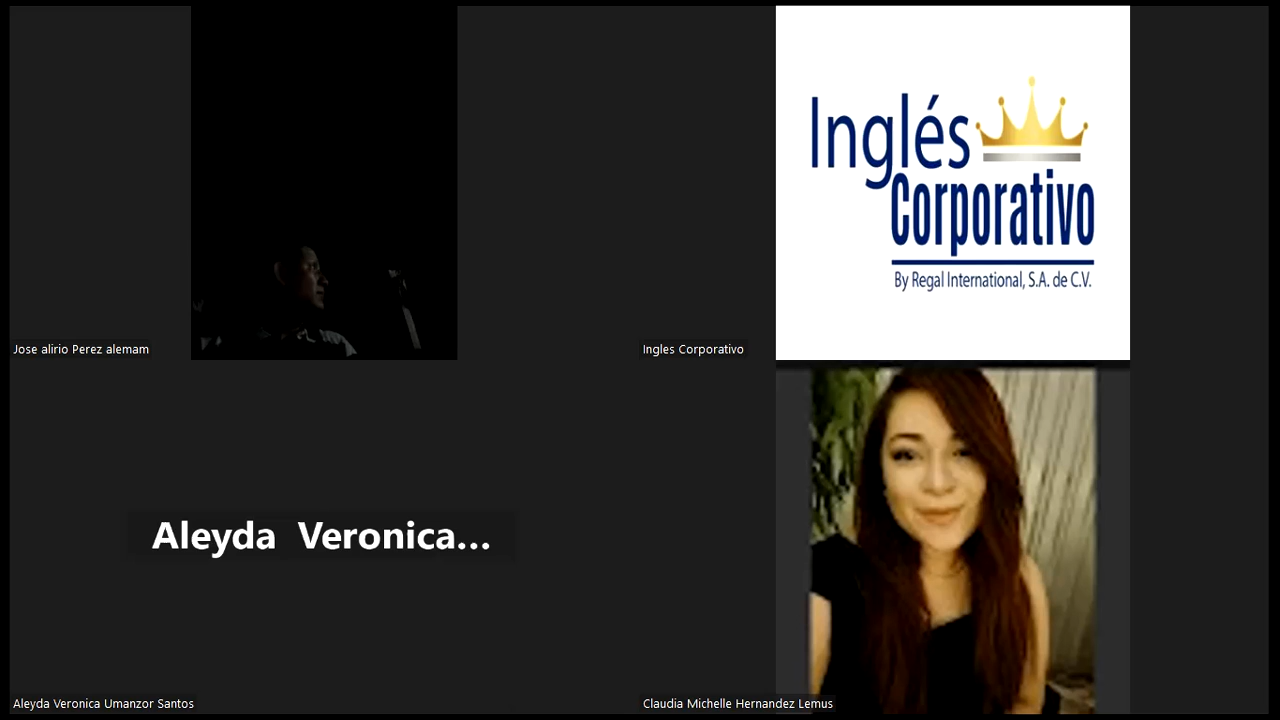 Inglés
Corporativo
By Regal International, S.A. de C.V.
Jose alirio Perez alemam
Ingles Corporativo
Aleyda Veronica...
Aleyda Veronica Umanzor Santos
Claudia Michelle Hernandez Lemus